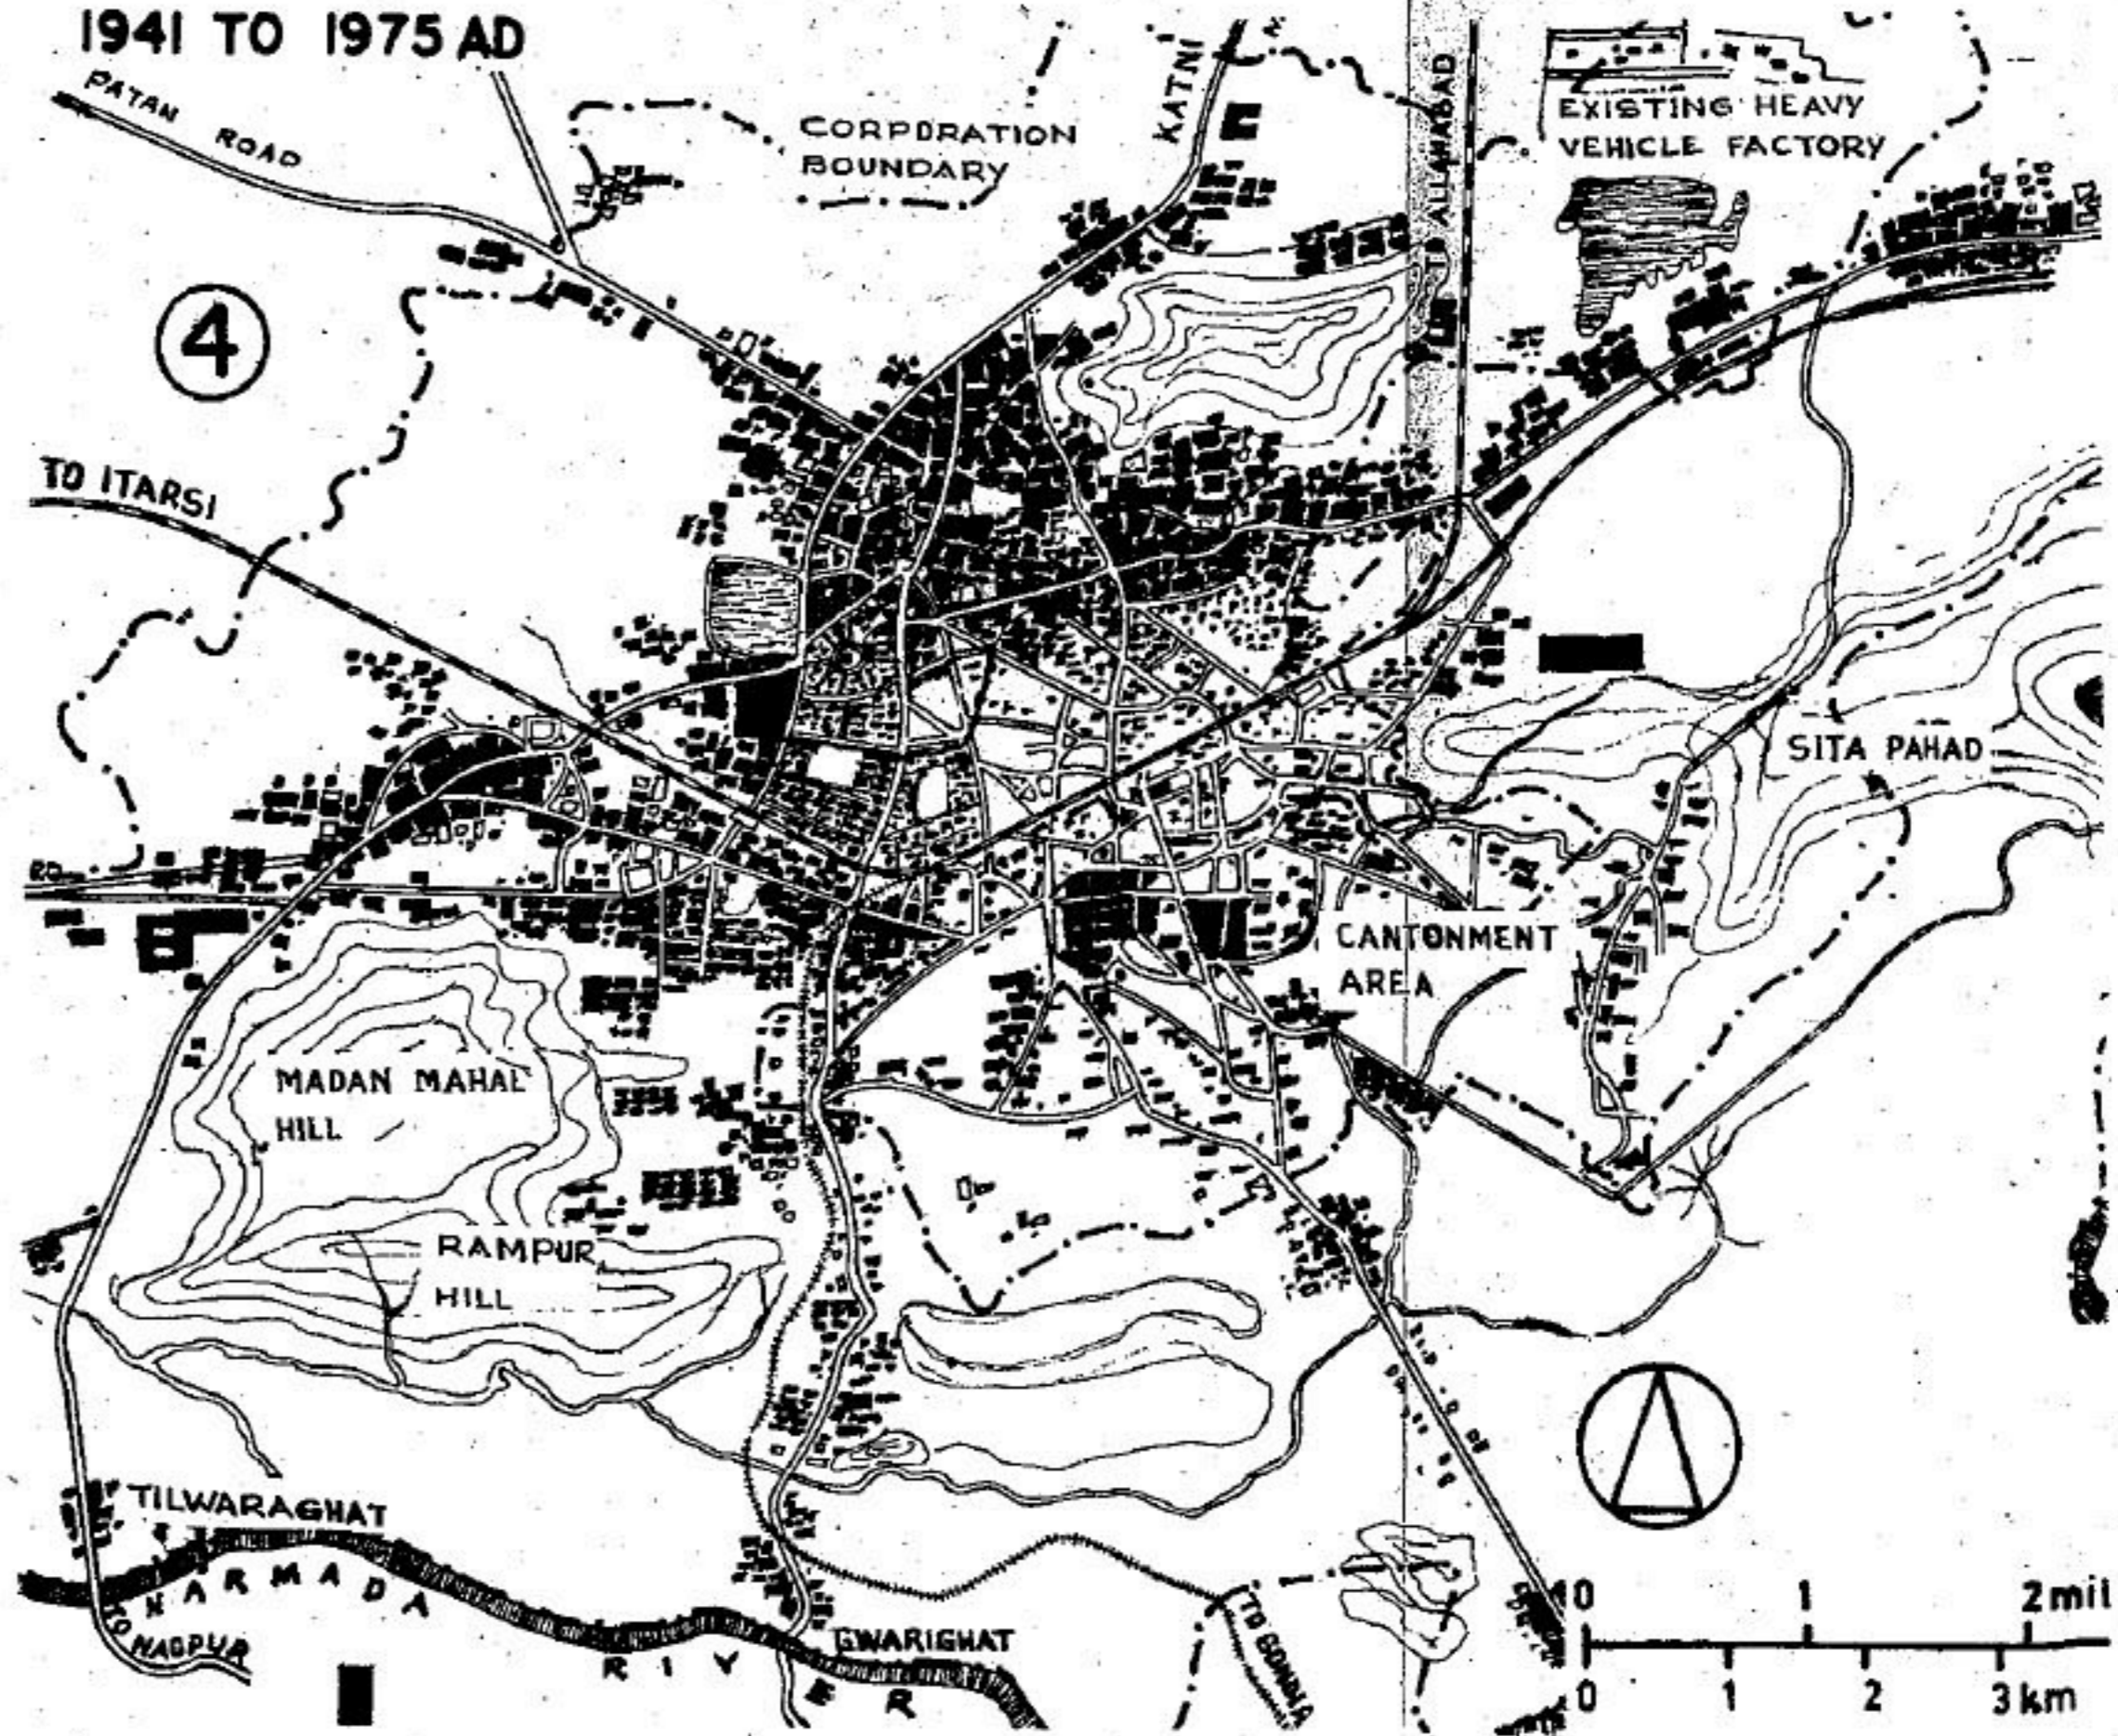 1941 TO 1975 AD
PATAN ROAD
CORPORATION
BOUNDARY
KATNI
TO ALLAHABAD
EXISTING HEAVY
VEHICLE FACTORY
4
TO ITARSI
SITA PAHAD
RD
CANTONMENT
AREA
MADAN MAHAL
HILL
RAMPUR
HILL
TILWARAGHAT
NARMADA
RIVER
TO NAGPUR
GWARIGHAT
TO GONDIA
0 1 2 mil
0 1 2 3 km